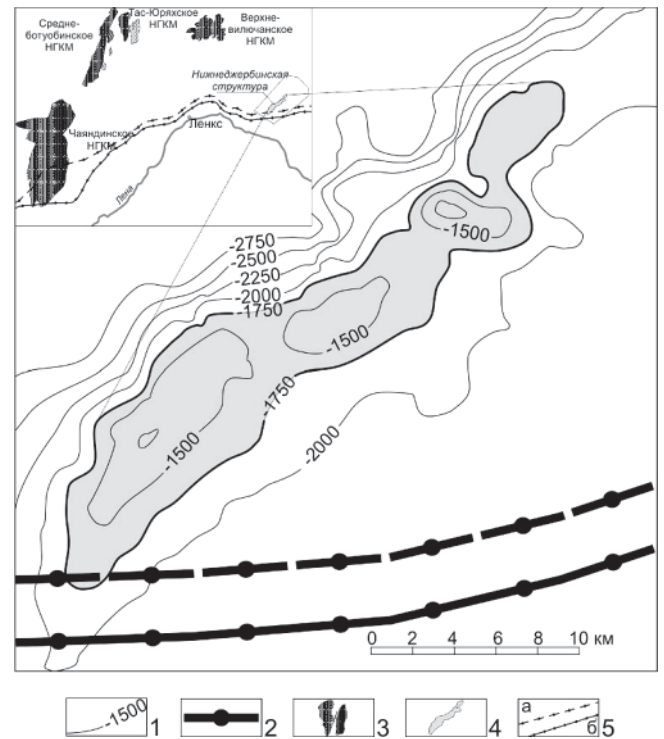 Средне-
ботуобинское
НГКМ
Тас-Юряхское
НГКМ
Верхне-
вилючанское
НГКМ
Нижнеджербинская
структура
Ленкс
Чаяндинское
НГКМ
Лена
-2750
-2500
-2250
-2000
-1750
-1500
-1500
-1750
-1500
-2000
0 2 4 6 8 10 км
-1500 1
2
3
4
а
б 5